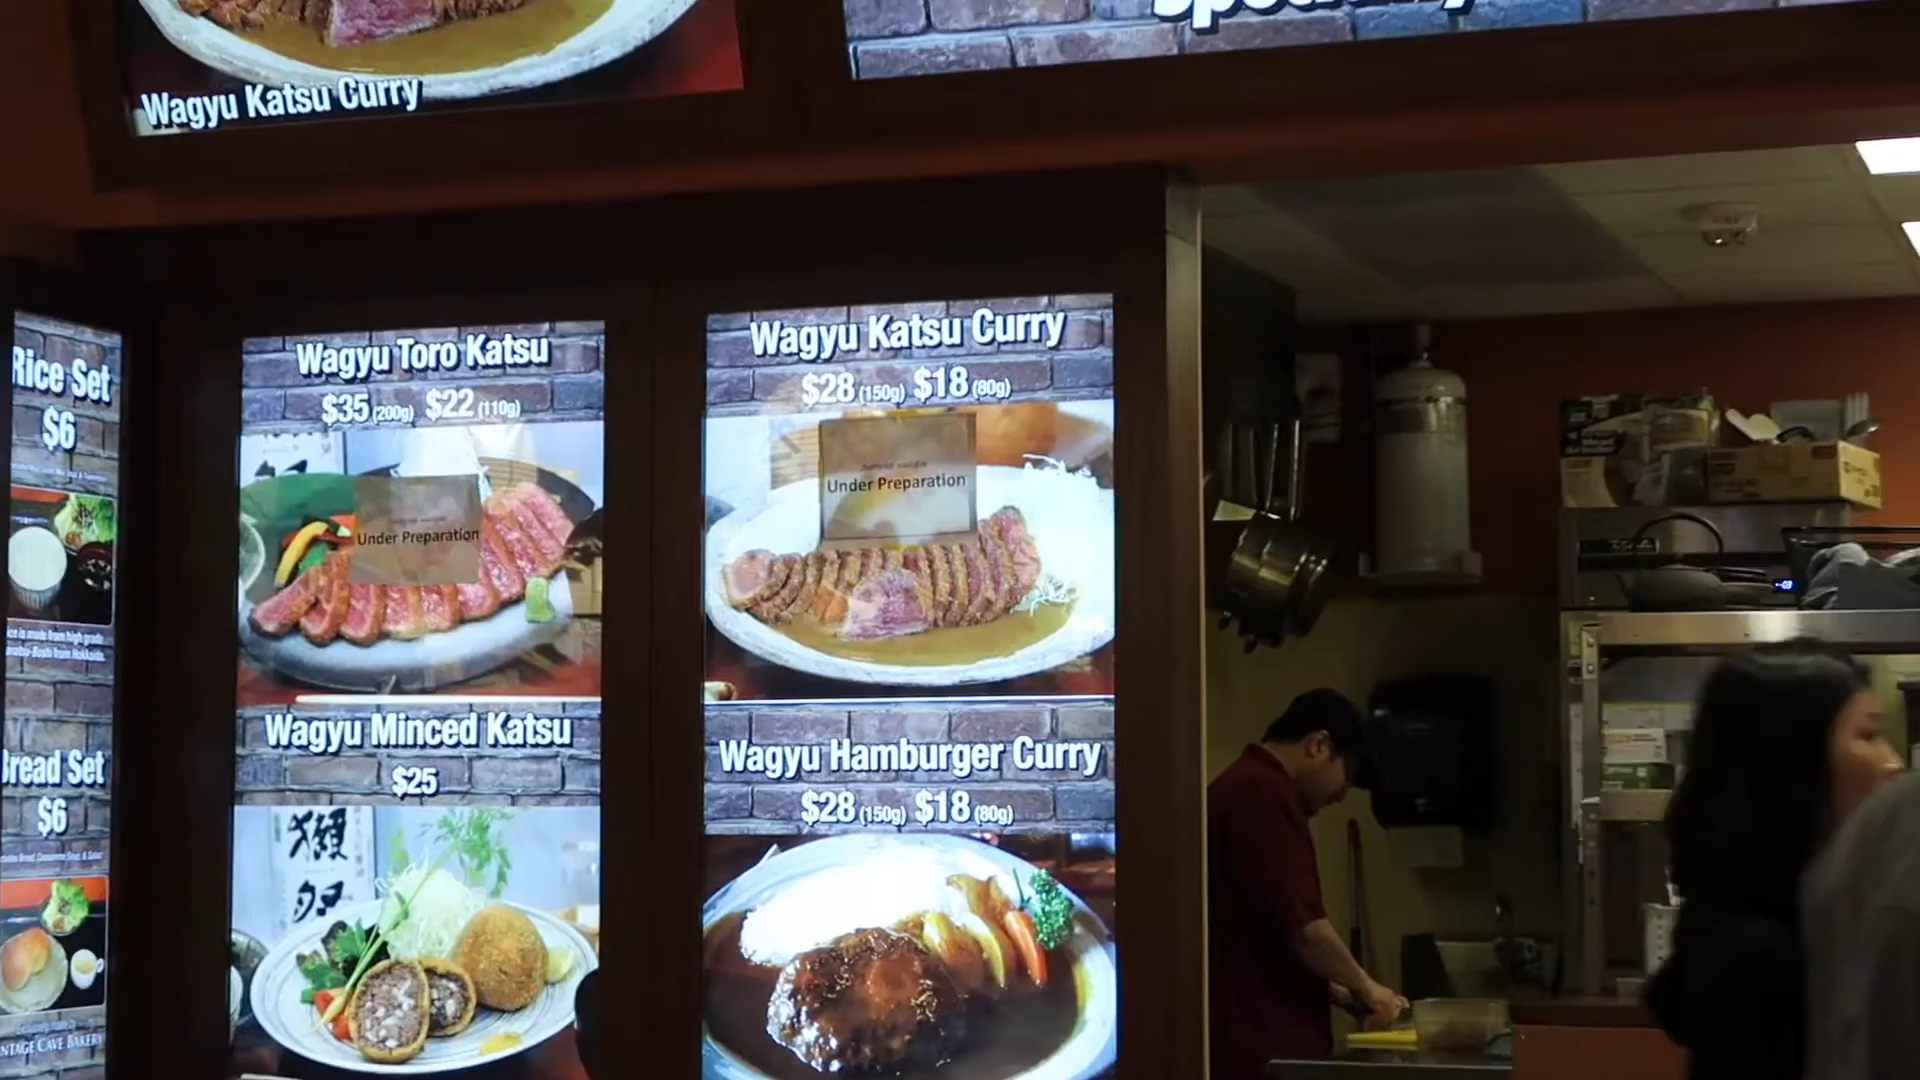 Wagyu Katsu Curry
Rice Set
$6
Bread Set
$6
Wagyu Toro Katsu
$35 (200g) $22 (110g)
Under Preparation
Wagyu Minced Katsu
$25
Wagyu Katsu Curry
$28 (150g) $18 (80g)
Under Preparation
Wagyu Hamburger Curry
$28 (150g) $18 (80g)